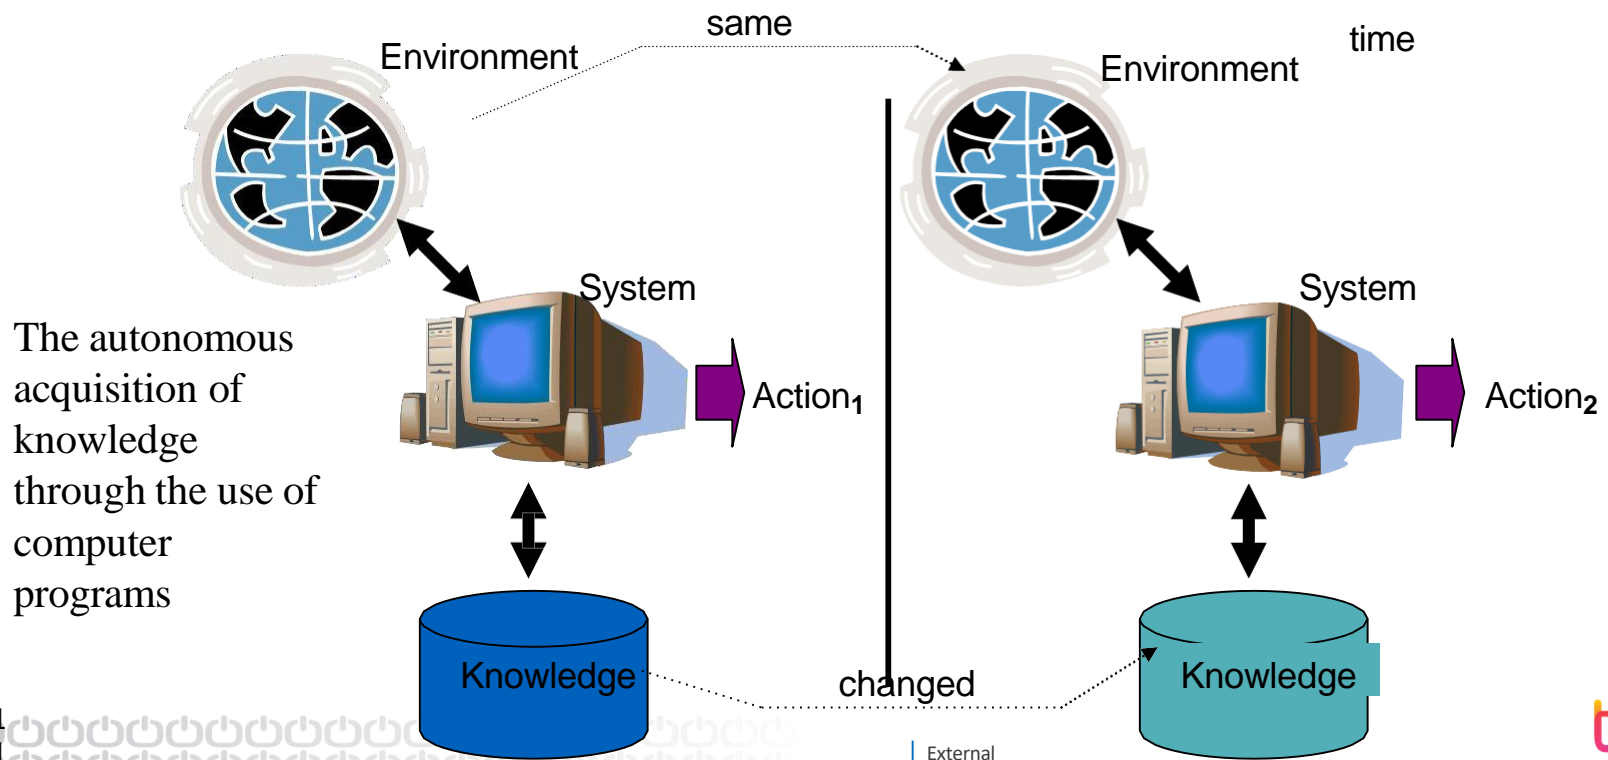 same
time
Environment
Environment
System
System
The autonomous
acquisition of
knowledge
through the use of
computer
programs
Action1
Action2
Knowledge
Knowledge
changed
External